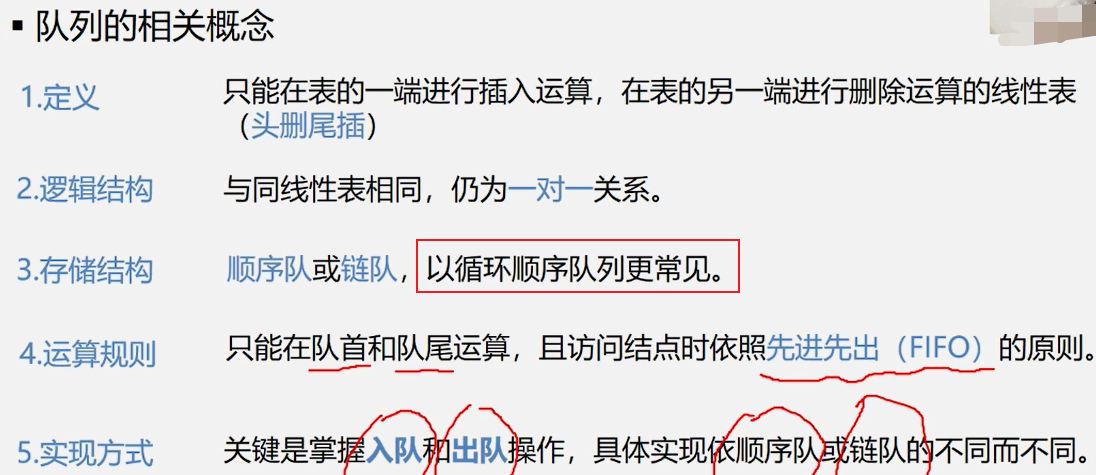 ▪ 队列的相关概念
1.定义 只能在表的一端进行插入运算，在表的另一端进行删除运算的线性表
（头删尾插）
2.逻辑结构 与同线性表相同，仍为一对一关系。
3.存储结构 顺序队或链队，以循环顺序队列更常见。
4.运算规则 只能在队首和队尾运算，且访问结点时依照先进先出（FIFO）的原则。
5.实现方式 关键是掌握入队和出队操作，具体实现依顺序队或链队的不同而不同。